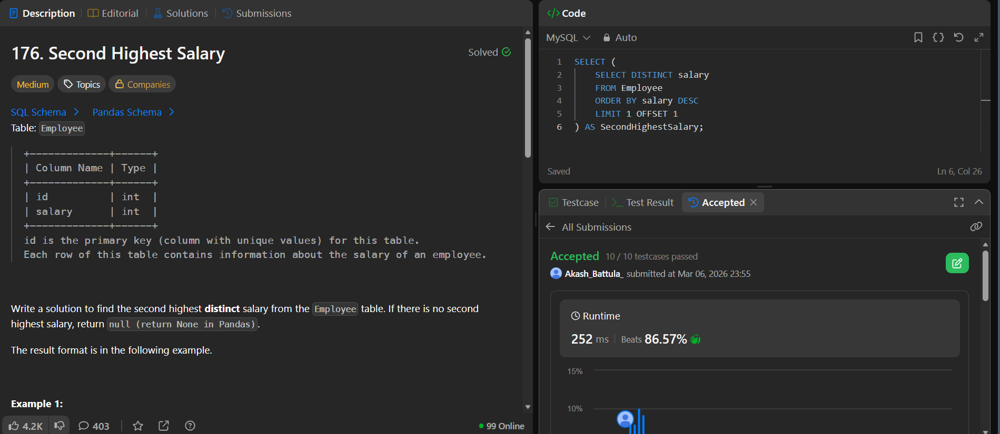 Description
Editorial
Solutions
Submissions
176. Second Highest Salary
Solved
Medium
Topics
Companies
SQL Schema
Pandas Schema
Table: Employee
+-------------+------+
| Column Name | Type |
+-------------+------+
| id          | int  |
| salary      | int  |
+-------------+------+
id is the primary key (column with unique values) for this table.
Each row of this table contains information about the salary of an employee.
Write a solution to find the second highest distinct salary from the Employee table. If there is no second
highest salary, return null (return None in Pandas).
The result format is in the following example.
Example 1:
4.2K
403
99 Online
</> Code
MySQL
Auto
1 SELECT (
2     SELECT DISTINCT salary
3     FROM Employee
4     ORDER BY salary DESC
5     LIMIT 1 OFFSET 1
6 ) AS SecondHighestSalary;
Saved
Ln 6, Col 26
Testcase
Test Result
Accepted
All Submissions
Accepted 10 / 10 testcases passed
Akash_Battula_ submitted at Mar 06, 2026 23:55
Runtime
252 ms Beats 86.57%
15%
10%